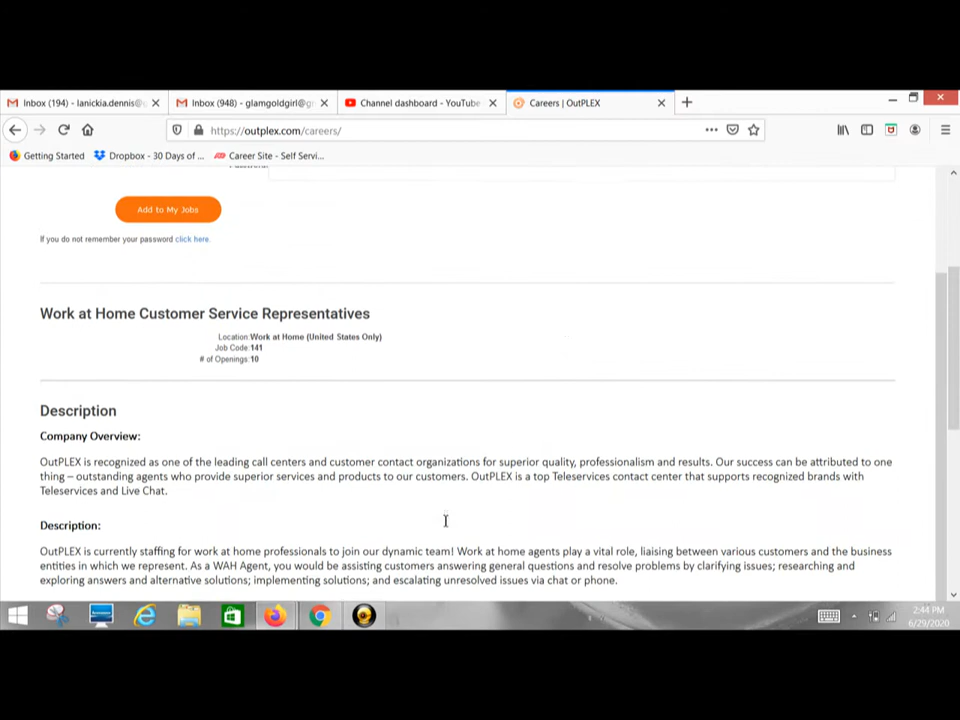 Inbox (194) - lanickia.dennis@g
Inbox (948) - glamgoldgirl@gr
Channel dashboard - YouTube
Careers | OutPLEX
https://outplex.com/careers/
Getting Started
Dropbox - 30 Days of ...
Career Site - Self Servi...
Add to My Jobs
If you do not remember your password click here.
Work at Home Customer Service Representatives
Location:Work at Home (United States Only)
Job Code:141
# of Openings:10
Description
Company Overview:
OutPLEX is recognized as one of the leading call centers and customer contact organizations for superior quality, professionalism and results. Our success can be attributed to one
thing – outstanding agents who provide superior services and products to our customers. OutPLEX is a top Teleservices contact center that supports recognized brands with
Teleservices and Live Chat.
Description:
OutPLEX is currently staffing for work at home professionals to join our dynamic team! Work at home agents play a vital role, liaising between various customers and the business
entities in which we represent. As a WAH Agent, you would be assisting customers answering general questions and resolve problems by clarifying issues; researching and
exploring answers and alternative solutions; implementing solutions; and escalating unresolved issues via chat or phone.
2:44 PM
6/29/2020